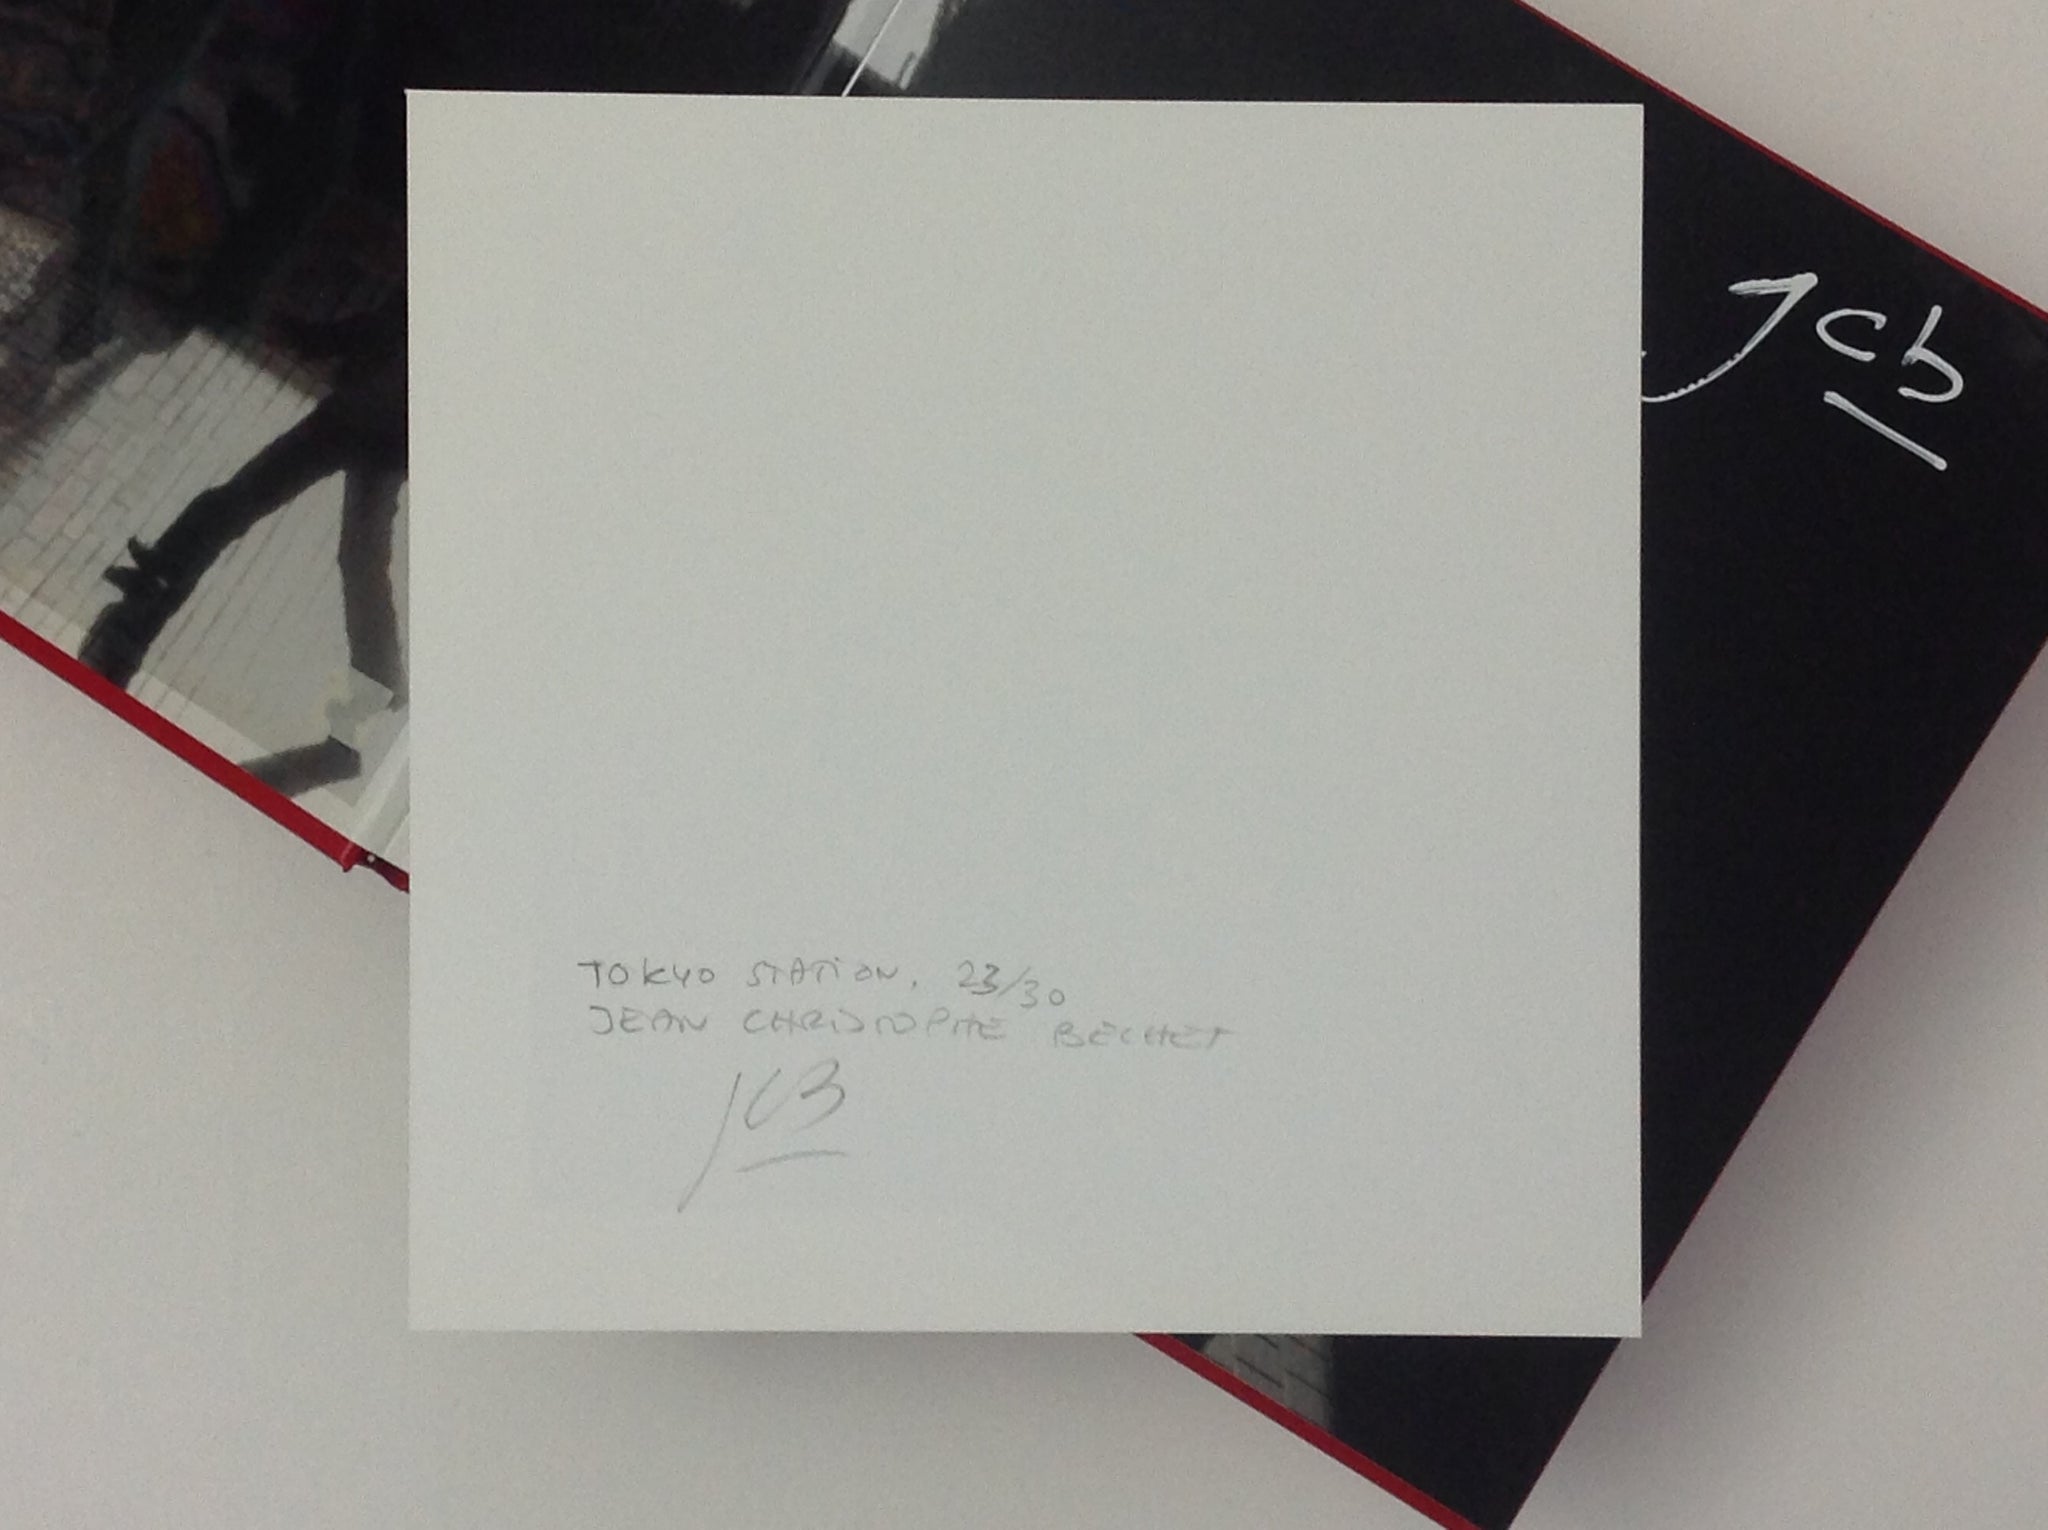 Jcb
TOKYO STATION, 23/30
JEAN CHRISTOPHE BECHET
JCB